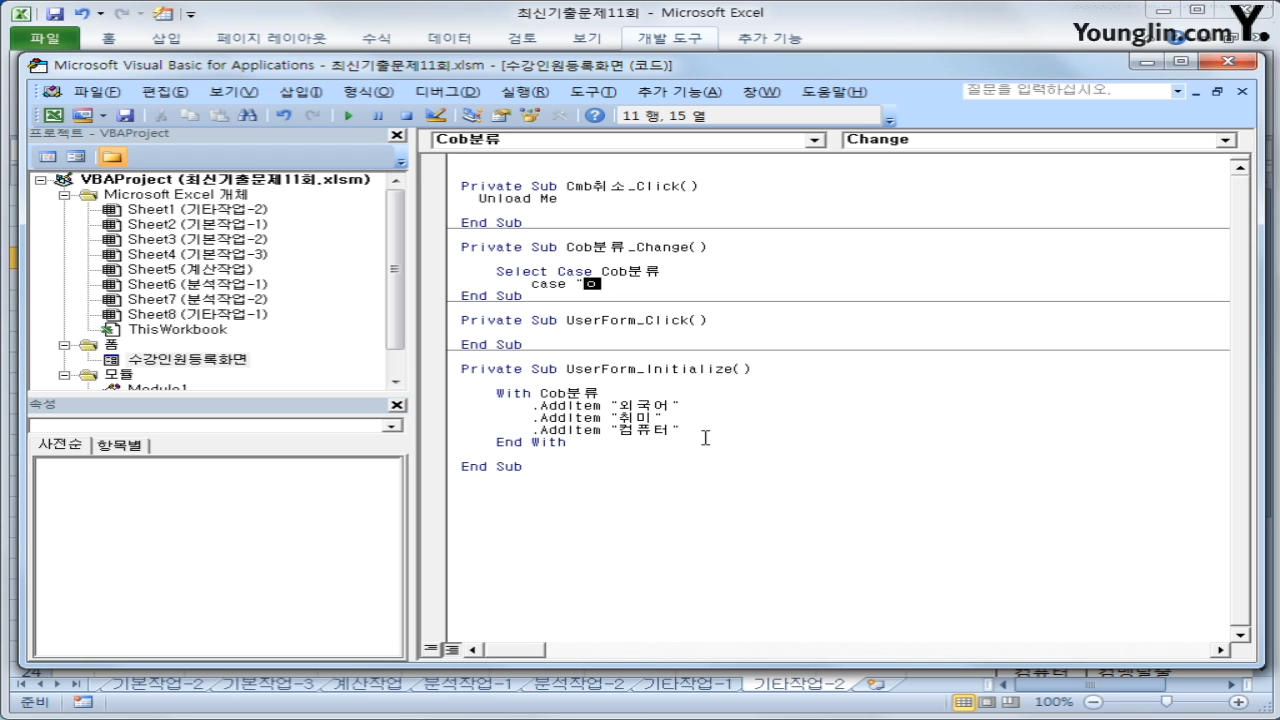 최신기출문제11회 - Microsoft Excel
Younglin.com Y.
파일 홈 삽입 페이지 레이아웃 수식 데이터 검토 보기 개발 도구 추가 기능
Microsoft Visual Basic for Applications - 최신기출문제11회.xlsm - [수강인원등록화면 (코드)]
파일(F) 편집(E) 보기(V) 삽입(I) 형식(O) 디버그(D) 실행(R) 도구(T) 추가 기능(A) 창(W) 도움말(H) 질문을 입력하십시오.
11 행, 15 열
프로젝트 - VBAProject
Cob분류 Change
VBAProject (최신기출문제11회.xlsm)
Microsoft Excel 개체
Sheet1 (기타작업-2)
Sheet2 (기본작업-1)
Sheet3 (기본작업-2)
Sheet4 (기본작업-3)
Sheet5 (계산작업)
Sheet6 (분석작업-1)
Sheet7 (분석작업-2)
Sheet8 (기타작업-1)
ThisWorkbook
폼
수강인원등록화면
모듈
Module1
속성
사전순 항목별
Private Sub Cmb취소_Click()
Unload Me
End Sub
Private Sub Cob분류_Change()
Select Case Cob분류
case "ㅇ
End Sub
Private Sub UserForm_Click()
End Sub
Private Sub UserForm_Initialize()
With Cob분류
.AddItem "외국어"
.AddItem "취미"
.AddItem "컴퓨터"
End With
End Sub
24
기본작업-2 기본작업-3 계산작업 분석작업-1 분석작업-2 기타작업-1 기타작업-2
준비 100%